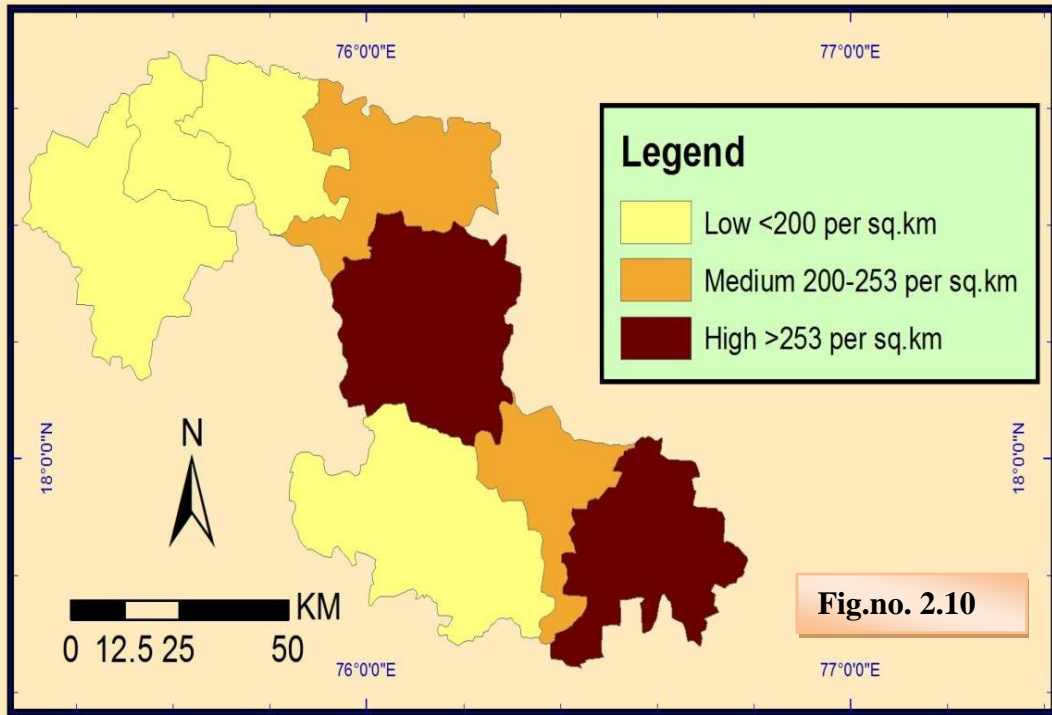 76°0'0"E
77°0'0"E
Legend
Low <200 per sq.km
Medium 200-253 per sq.km
High >253 per sq.km
18°0'0"N
18°0'0"N
N
KM
0 12.5 25 50
Fig.no. 2.10
76°0'0"E
77°0'0"E